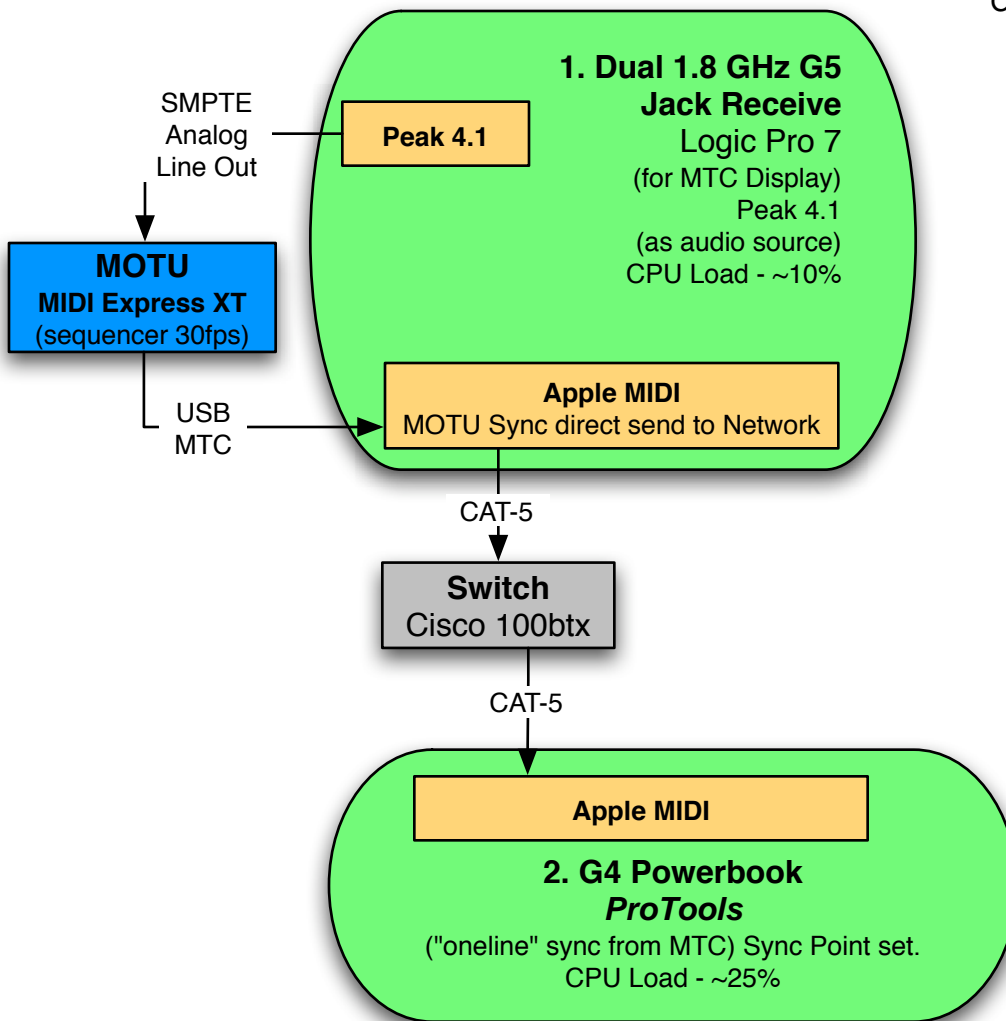 1. Dual 1.8 GHz G5
Jack Receive
Logic Pro 7
(for MTC Display)
Peak 4.1
(as audio source)
CPU Load - ~10%
Peak 4.1
SMPTE
Analog
Line Out
MOTU
MIDI Express XT
(sequencer 30fps)
USB
MTC
Apple MIDI
MOTU Sync direct send to Network
CAT-5
Switch
Cisco 100btx
CAT-5
Apple MIDI
2. G4 Powerbook
ProTools
("oneline" sync from MTC) Sync Point set.
CPU Load - ~25%